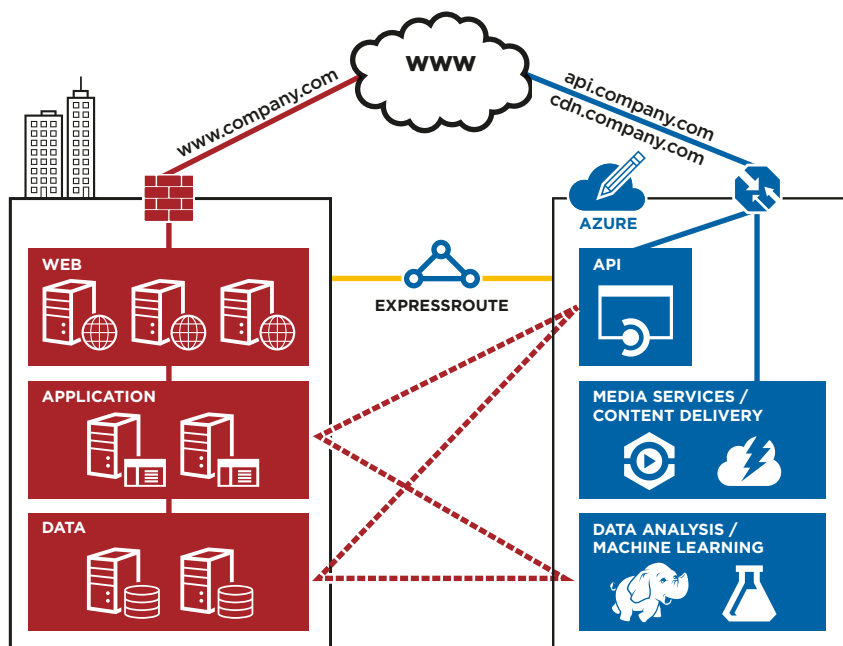 WWW
www.company.com
api.company.com
cdn.company.com
AZURE
WEB
EXPRESSROUTE
API
APPLICATION
MEDIA SERVICES /
CONTENT DELIVERY
DATA
DATA ANALYSIS /
MACHINE LEARNING